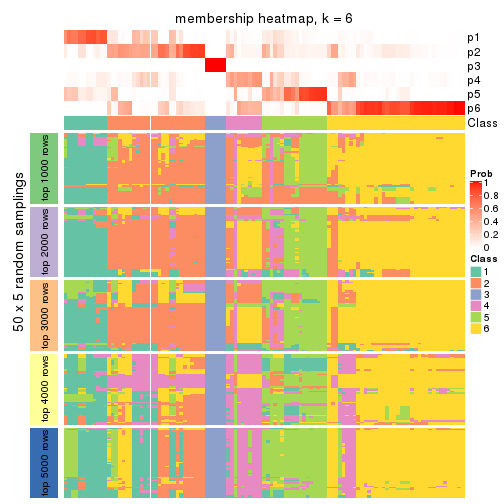 membership heatmap, k = 6
p1
p2
p3
p4
p5
p6
Class
50 x 5 random samplings
top 1000 rows
top 2000 rows
top 3000 rows
top 4000 rows
top 5000 rows
Prob
1
0.8
0.6
0.4
0.2
0
Class
1
2
3
4
5
6